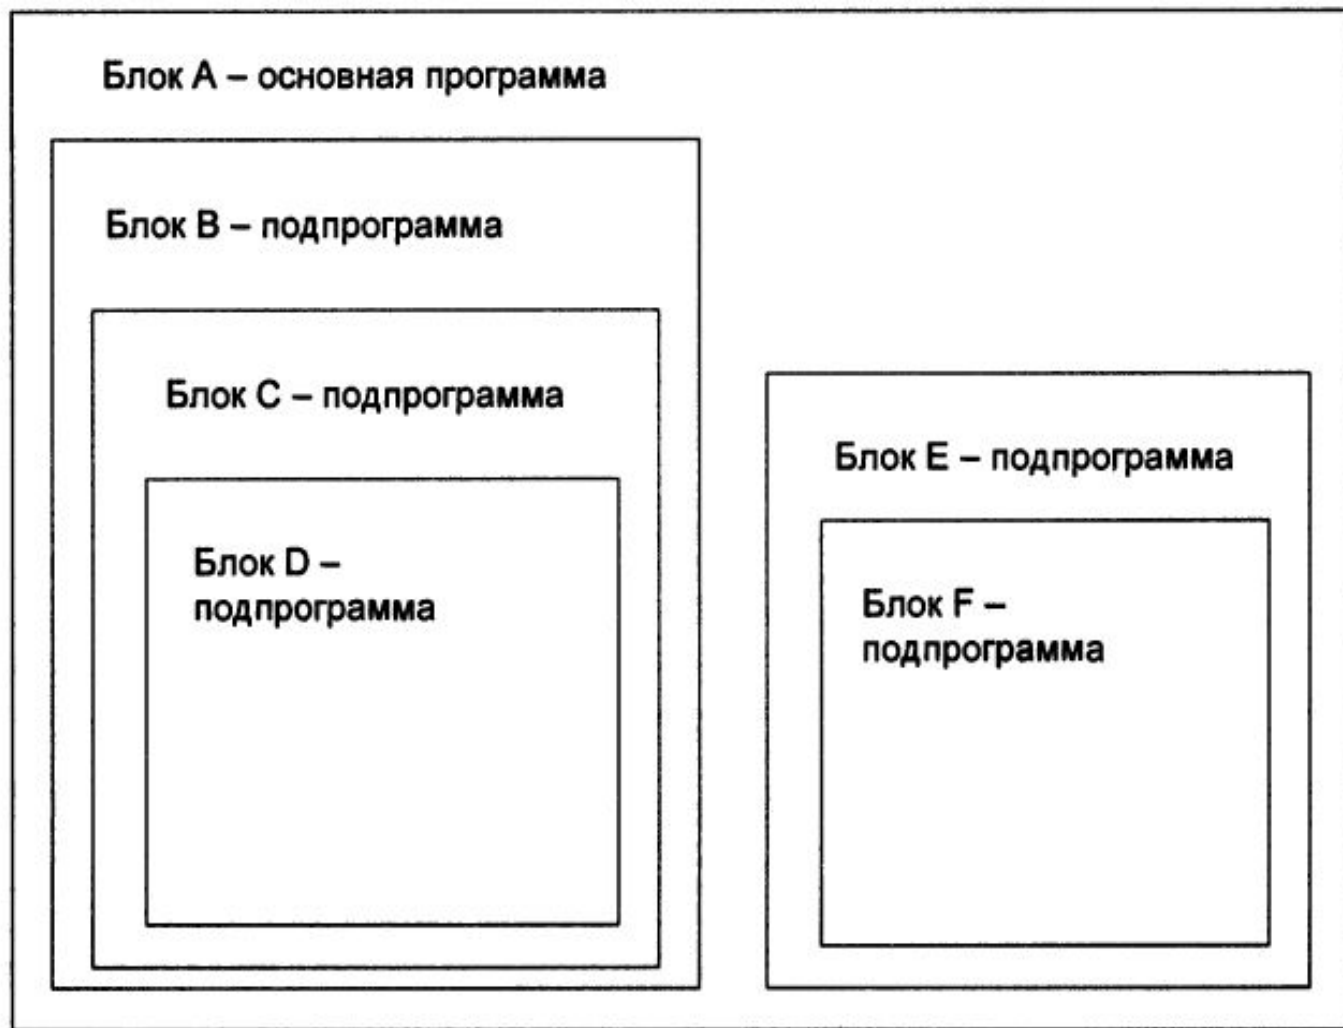 Блок A – основная программа
Блок B – подпрограмма
Блок C – подпрограмма
Блок D –
подпрограмма
Блок E – подпрограмма
Блок F –
подпрограмма